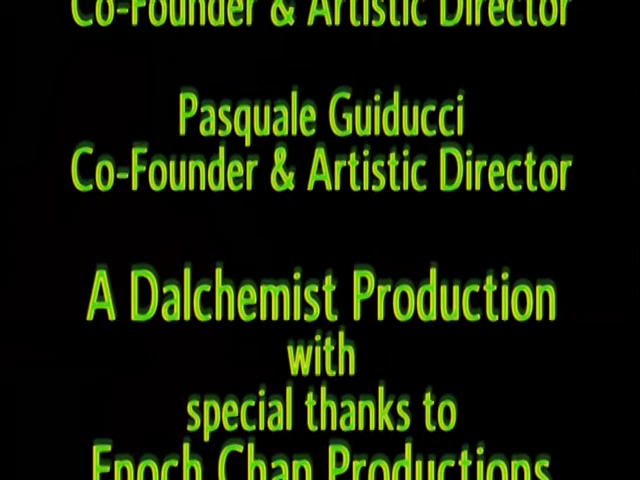 Co-Founder & Artistic Director
Pasquale Guiducci
Co-Founder & Artistic Director
A Dalchemist Production
with
special thanks to
Enoch Chan Productions